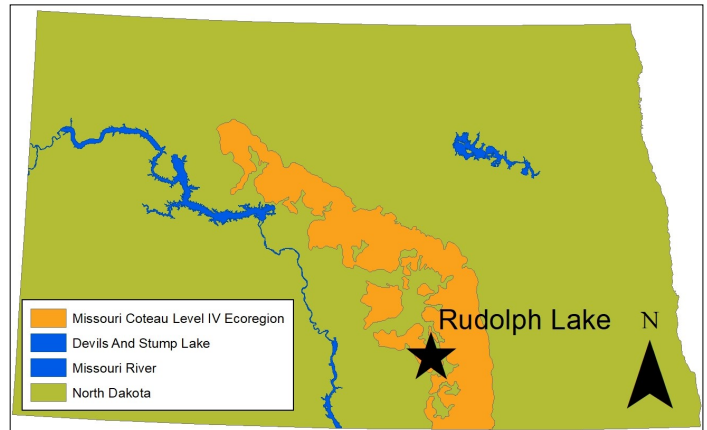 Rudolph Lake
N
Missouri Coteau Level IV Ecoregion
Devils And Stump Lake
Missouri River
North Dakota